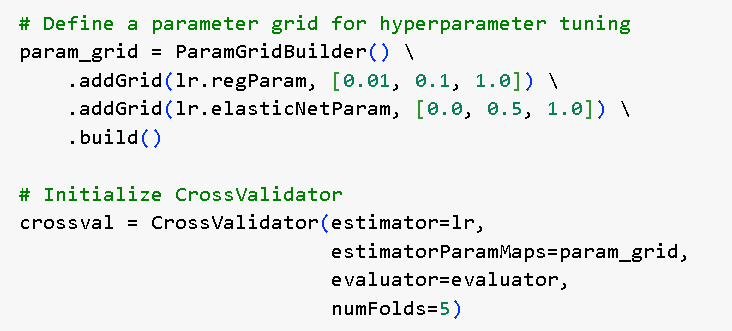 # Define a parameter grid for hyperparameter tuning
param_grid = ParamGridBuilder() \
    .addGrid(lr.regParam, [0.01, 0.1, 1.0]) \
    .addGrid(lr.elasticNetParam, [0.0, 0.5, 1.0]) \
    .build()

# Initialize CrossValidator
crossval = CrossValidator(estimator=lr,
                          estimatorParamMaps=param_grid,
                          evaluator=evaluator,
                          numFolds=5)